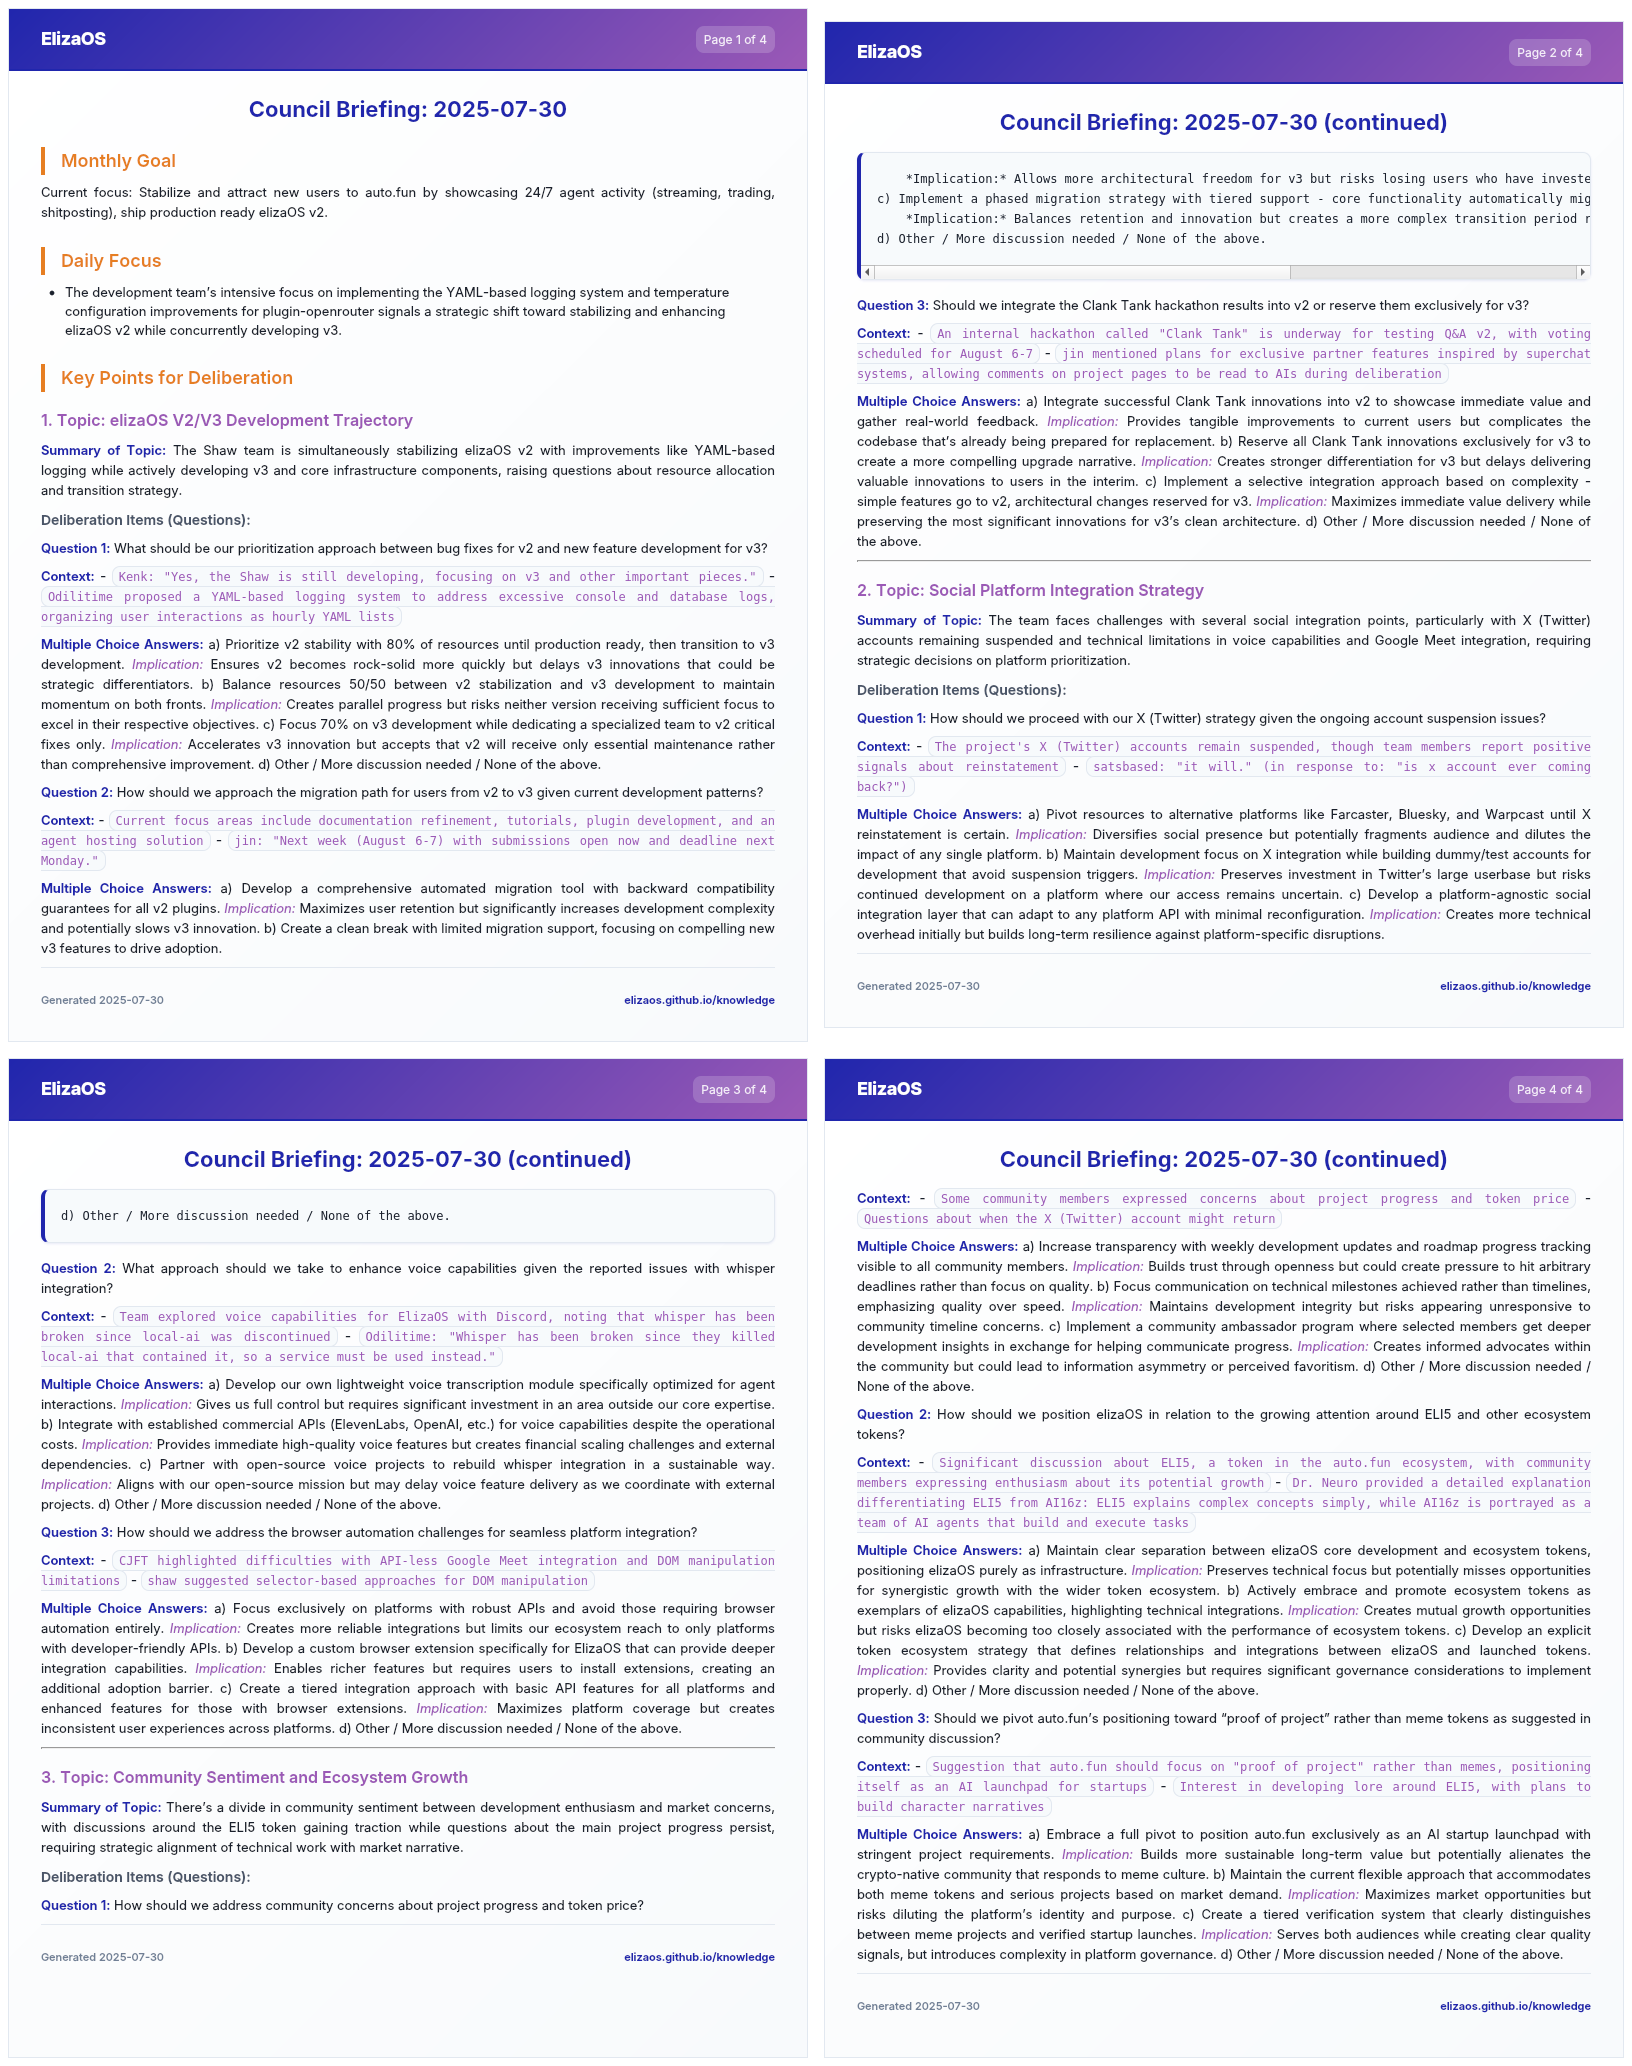 ElizaOS
Page 1 of 4
Council Briefing: 2025-07-30
Monthly Goal
Current focus: Stabilize and attract new users to auto.fun by showcasing 24/7 agent activity (streaming, trading,
shitposting), ship production ready elizaOS v2.
Daily Focus
• The development team's intensive focus on implementing the YAML-based logging system and temperature
configuration improvements for plugin-openrouter signals a strategic shift toward stabilizing and enhancing
elizaOS v2 while concurrently developing v3.
Key Points for Deliberation
1. Topic: elizaOS V2/V3 Development Trajectory
Summary of Topic: The Shaw team is simultaneously stabilizing elizaOS v2 with improvements like YAML-based
logging while actively developing v3 and core infrastructure components, raising questions about resource allocation
and transition strategy.
Deliberation Items (Questions):
Question 1: What should be our prioritization approach between bug fixes for v2 and new feature development for v3?
Context: - Kenk: "Yes, the Shaw is still developing, focusing on v3 and other important pieces." -
Odilitime proposed a YAML-based logging system to address excessive console and database logs,
organizing user interactions as hourly YAML lists
Multiple Choice Answers: a) Prioritize v2 stability with 80% of resources until production ready, then transition to v3
development. Implication: Ensures v2 becomes rock-solid more quickly but delays v3 innovations that could be
strategic differentiators. b) Balance resources 50/50 between v2 stabilization and v3 development to maintain
momentum on both fronts. Implication: Creates parallel progress but risks neither version receiving sufficient focus to
excel in their respective objectives. c) Focus 70% on v3 development while dedicating a specialized team to v2 critical
fixes only. Implication: Accelerates v3 innovation but accepts that v2 will receive only essential maintenance rather
than comprehensive improvement. d) Other / More discussion needed / None of the above.
Question 2: How should we approach the migration path for users from v2 to v3 given current development patterns?
Context: - Current focus areas include documentation refinement, tutorials, plugin development, and an
agent hosting solution - jin: "Next week (August 6-7) with submissions open now and deadline next
Monday."
Multiple Choice Answers: a) Develop a comprehensive automated migration tool with backward compatibility
guarantees for all v2 plugins. Implication: Maximizes user retention but significantly increases development complexity
and potentially slows v3 innovation. b) Create a clean break with limited migration support, focusing on compelling new
v3 features to drive adoption.
Generated 2025-07-30
elizaos.github.io/knowledge
ElizaOS
Page 2 of 4
Council Briefing: 2025-07-30 (continued)
*Implication:* Allows more architectural freedom for v3 but risks losing users who have investe
c) Implement a phased migration strategy with tiered support - core functionality automatically mig
*Implication:* Balances retention and innovation but creates a more complex transition period r
d) Other / More discussion needed / None of the above.
Question 3: Should we integrate the Clank Tank hackathon results into v2 or reserve them exclusively for v3?
Context: - An internal hackathon called "Clank Tank" is underway for testing Q&A v2, with voting
scheduled for August 6-7 - jin mentioned plans for exclusive partner features inspired by superchat
systems, allowing comments on project pages to be read to AIs during deliberation
Multiple Choice Answers: a) Integrate successful Clank Tank innovations into v2 to showcase immediate value and
gather real-world feedback. Implication: Provides tangible improvements to current users but complicates the
codebase that's already being prepared for replacement. b) Reserve all Clank Tank innovations exclusively for v3 to
create a more compelling upgrade narrative. Implication: Creates stronger differentiation for v3 but delays delivering
valuable innovations to users in the interim. c) Implement a selective integration approach based on complexity -
simple features go to v2, architectural changes reserved for v3. Implication: Maximizes immediate value delivery while
preserving the most significant innovations for v3's clean architecture. d) Other / More discussion needed / None of
the above.
2. Topic: Social Platform Integration Strategy
Summary of Topic: The team faces challenges with several social integration points, particularly with X (Twitter)
accounts remaining suspended and technical limitations in voice capabilities and Google Meet integration, requiring
strategic decisions on platform prioritization.
Deliberation Items (Questions):
Question 1: How should we proceed with our X (Twitter) strategy given the ongoing account suspension issues?
Context: - The project's X (Twitter) accounts remain suspended, though team members report positive
signals about reinstatement - satsbased: "it will." (in response to: "is x account ever coming
back?")
Multiple Choice Answers: a) Pivot resources to alternative platforms like Farcaster, Bluesky, and Warpcast until X
reinstatement is certain. Implication: Diversifies social presence but potentially fragments audience and dilutes the
impact of any single platform. b) Maintain development focus on X integration while building dummy/test accounts for
development that avoid suspension triggers. Implication: Preserves investment in Twitter's large userbase but risks
continued development on a platform where our access remains uncertain. c) Develop a platform-agnostic social
integration layer that can adapt to any platform API with minimal reconfiguration. Implication: Creates more technical
overhead initially but builds long-term resilience against platform-specific disruptions.
Generated 2025-07-30
elizaos.github.io/knowledge
ElizaOS
Page 3 of 4
Council Briefing: 2025-07-30 (continued)
d) Other / More discussion needed / None of the above.
Question 2: What approach should we take to enhance voice capabilities given the reported issues with whisper
integration?
Context: - Team explored voice capabilities for ElizaOS with Discord, noting that whisper has been
broken since local-ai was discontinued - Odilitime: "Whisper has been broken since they killed
local-ai that contained it, so a service must be used instead."
Multiple Choice Answers: a) Develop our own lightweight voice transcription module specifically optimized for agent
interactions. Implication: Gives us full control but requires significant investment in an area outside our core expertise.
b) Integrate with established commercial APIs (ElevenLabs, OpenAI, etc.) for voice capabilities despite the operational
costs. Implication: Provides immediate high-quality voice features but creates financial scaling challenges and external
dependencies. c) Partner with open-source voice projects to rebuild whisper integration in a sustainable way.
Implication: Aligns with our open-source mission but may delay voice feature delivery as we coordinate with external
projects. d) Other / More discussion needed / None of the above.
Question 3: How should we address the browser automation challenges for seamless platform integration?
Context: - CJFT highlighted difficulties with API-less Google Meet integration and DOM manipulation
limitations - shaw suggested selector-based approaches for DOM manipulation
Multiple Choice Answers: a) Focus exclusively on platforms with robust APIs and avoid those requiring browser
automation entirely. Implication: Creates more reliable integrations but limits our ecosystem reach to only platforms
with developer-friendly APIs. b) Develop a custom browser extension specifically for ElizaOS that can provide deeper
integration capabilities. Implication: Enables richer features but requires users to install extensions, creating an
additional adoption barrier. c) Create a tiered integration approach with basic API features for all platforms and
enhanced features for those with browser extensions. Implication: Maximizes platform coverage but creates
inconsistent user experiences across platforms. d) Other / More discussion needed / None of the above.
3. Topic: Community Sentiment and Ecosystem Growth
Summary of Topic: There's a divide in community sentiment between development enthusiasm and market concerns,
with discussions around the ELI5 token gaining traction while questions about the main project progress persist,
requiring strategic alignment of technical work with market narrative.
Deliberation Items (Questions):
Question 1: How should we address community concerns about project progress and token price?
Generated 2025-07-30
elizaos.github.io/knowledge
ElizaOS
Page 4 of 4
Council Briefing: 2025-07-30 (continued)
Context: - Some community members expressed concerns about project progress and token price -
Questions about when the X (Twitter) account might return
Multiple Choice Answers: a) Increase transparency with weekly development updates and roadmap progress tracking
visible to all community members. Implication: Builds trust through openness but could create pressure to hit arbitrary
deadlines rather than focus on quality. b) Focus communication on technical milestones achieved rather than timelines,
emphasizing quality over speed. Implication: Maintains development integrity but risks appearing unresponsive to
community timeline concerns. c) Implement a community ambassador program where selected members get deeper
development insights in exchange for helping communicate progress. Implication: Creates informed advocates within
the community but could lead to information asymmetry or perceived favoritism. d) Other / More discussion needed /
None of the above.
Question 2: How should we position elizaOS in relation to the growing attention around ELI5 and other ecosystem
tokens?
Context: - Significant discussion about ELI5, a token in the auto.fun ecosystem, with community
members expressing enthusiasm about its potential growth - Dr. Neuro provided a detailed explanation
differentiating ELI5 from AI16z: ELI5 explains complex concepts simply, while AI16z is portrayed as a
team of AI agents that build and execute tasks
Multiple Choice Answers: a) Maintain clear separation between elizaOS core development and ecosystem tokens,
positioning elizaOS purely as infrastructure. Implication: Preserves technical focus but potentially misses opportunities
for synergistic growth with the wider token ecosystem. b) Actively embrace and promote ecosystem tokens as
exemplars of elizaOS capabilities, highlighting technical integrations. Implication: Creates mutual growth opportunities
but risks elizaOS becoming too closely associated with the performance of ecosystem tokens. c) Develop an explicit
token ecosystem strategy that defines relationships and integrations between elizaOS and launched tokens.
Implication: Provides clarity and potential synergies but requires significant governance considerations to implement
properly. d) Other / More discussion needed / None of the above.
Question 3: Should we pivot auto.fun's positioning toward “proof of project” rather than meme tokens as suggested in
community discussion?
Context: - Suggestion that auto.fun should focus on "proof of project" rather than memes, positioning
itself as an AI launchpad for startups - Interest in developing lore around ELI5, with plans to
build character narratives
Multiple Choice Answers: a) Embrace a full pivot to position auto.fun exclusively as an AI startup launchpad with
stringent project requirements. Implication: Builds more sustainable long-term value but potentially alienates the
crypto-native community that responds to meme culture. b) Maintain the current flexible approach that accommodates
both meme tokens and serious projects based on market demand. Implication: Maximizes market opportunities but
risks diluting the platform's identity and purpose. c) Create a tiered verification system that clearly distinguishes
between meme projects and verified startup launches. Implication: Serves both audiences while creating clear quality
signals, but introduces complexity in platform governance. d) Other / More discussion needed / None of the above.
Generated 2025-07-30
elizaos.github.io/knowledge